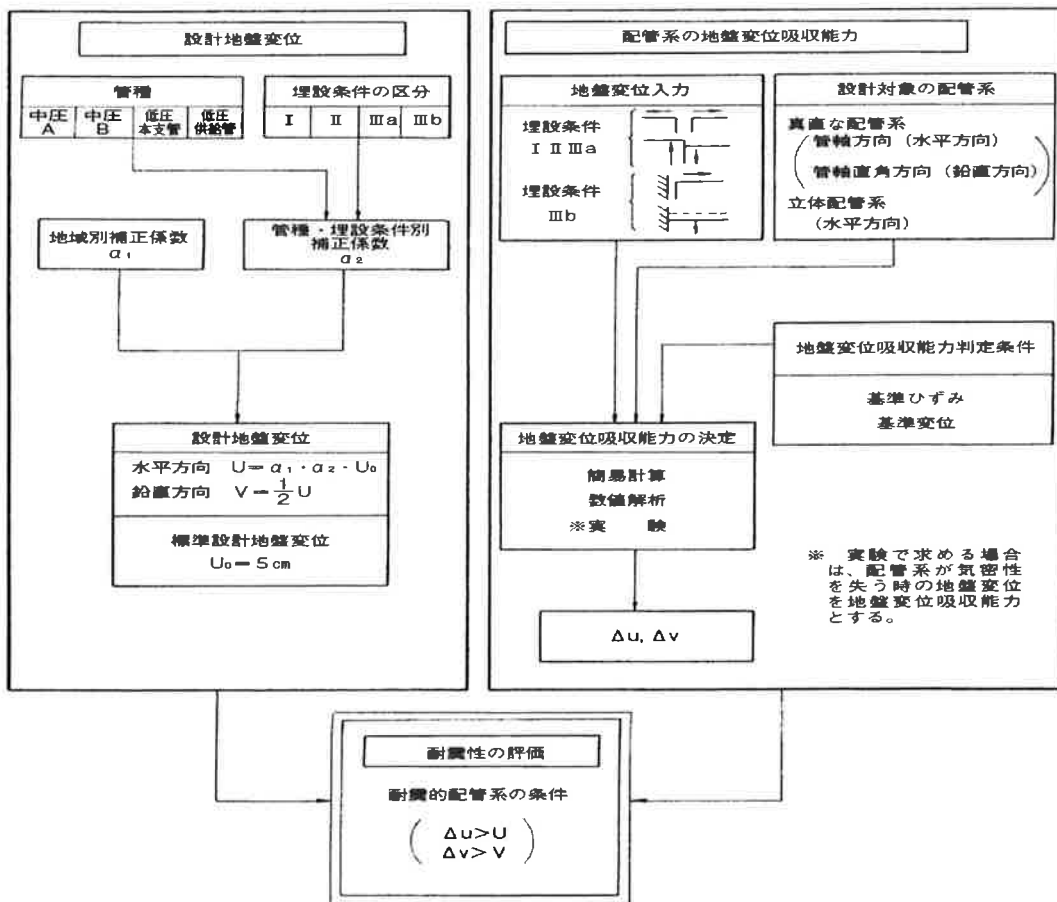 設計地盤変位
管種
中圧A
中圧B
低圧本支管
低圧供給管
埋設条件の区分
Ⅰ Ⅱ Ⅲa Ⅲb
地域別補正係数
α₁
管種・埋設条件別
補正係数
α₂
設計地盤変位
水平方向 U=α₁・α₂・U₀
鉛直方向 V=1/2 U
標準設計地盤変位
U₀=5cm
配管系の地盤変位吸収能力
地盤変位入力
埋設条件
Ⅰ Ⅱ Ⅲa
埋設条件
Ⅲb
設計対象の配管系
真直な配管系
(管軸方向(水平方向)
管軸直角方向(鉛直方向))
立体配管系
(水平方向)
地盤変位吸収能力判定条件
基準ひずみ
基準変位
地盤変位吸収能力の決定
簡易計算
数値解析
※実 験
※ 実験で求める場合
は、配管系が気密性
を失う時の地盤変位
を地盤変位吸収能力
とする。
Δu, Δv
耐震性の評価
耐震的配管系の条件
(Δu>U
Δv>V)